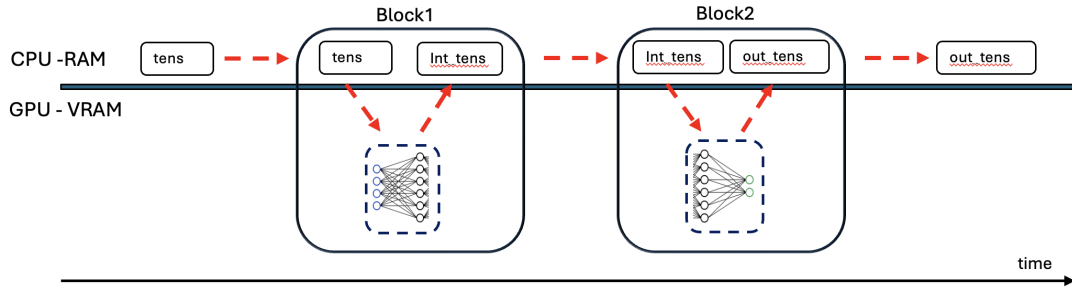 Block1
Block2
CPU -RAM
tens
tens
Int_tens
Int_tens
out_tens
out_tens
GPU - VRAM
time